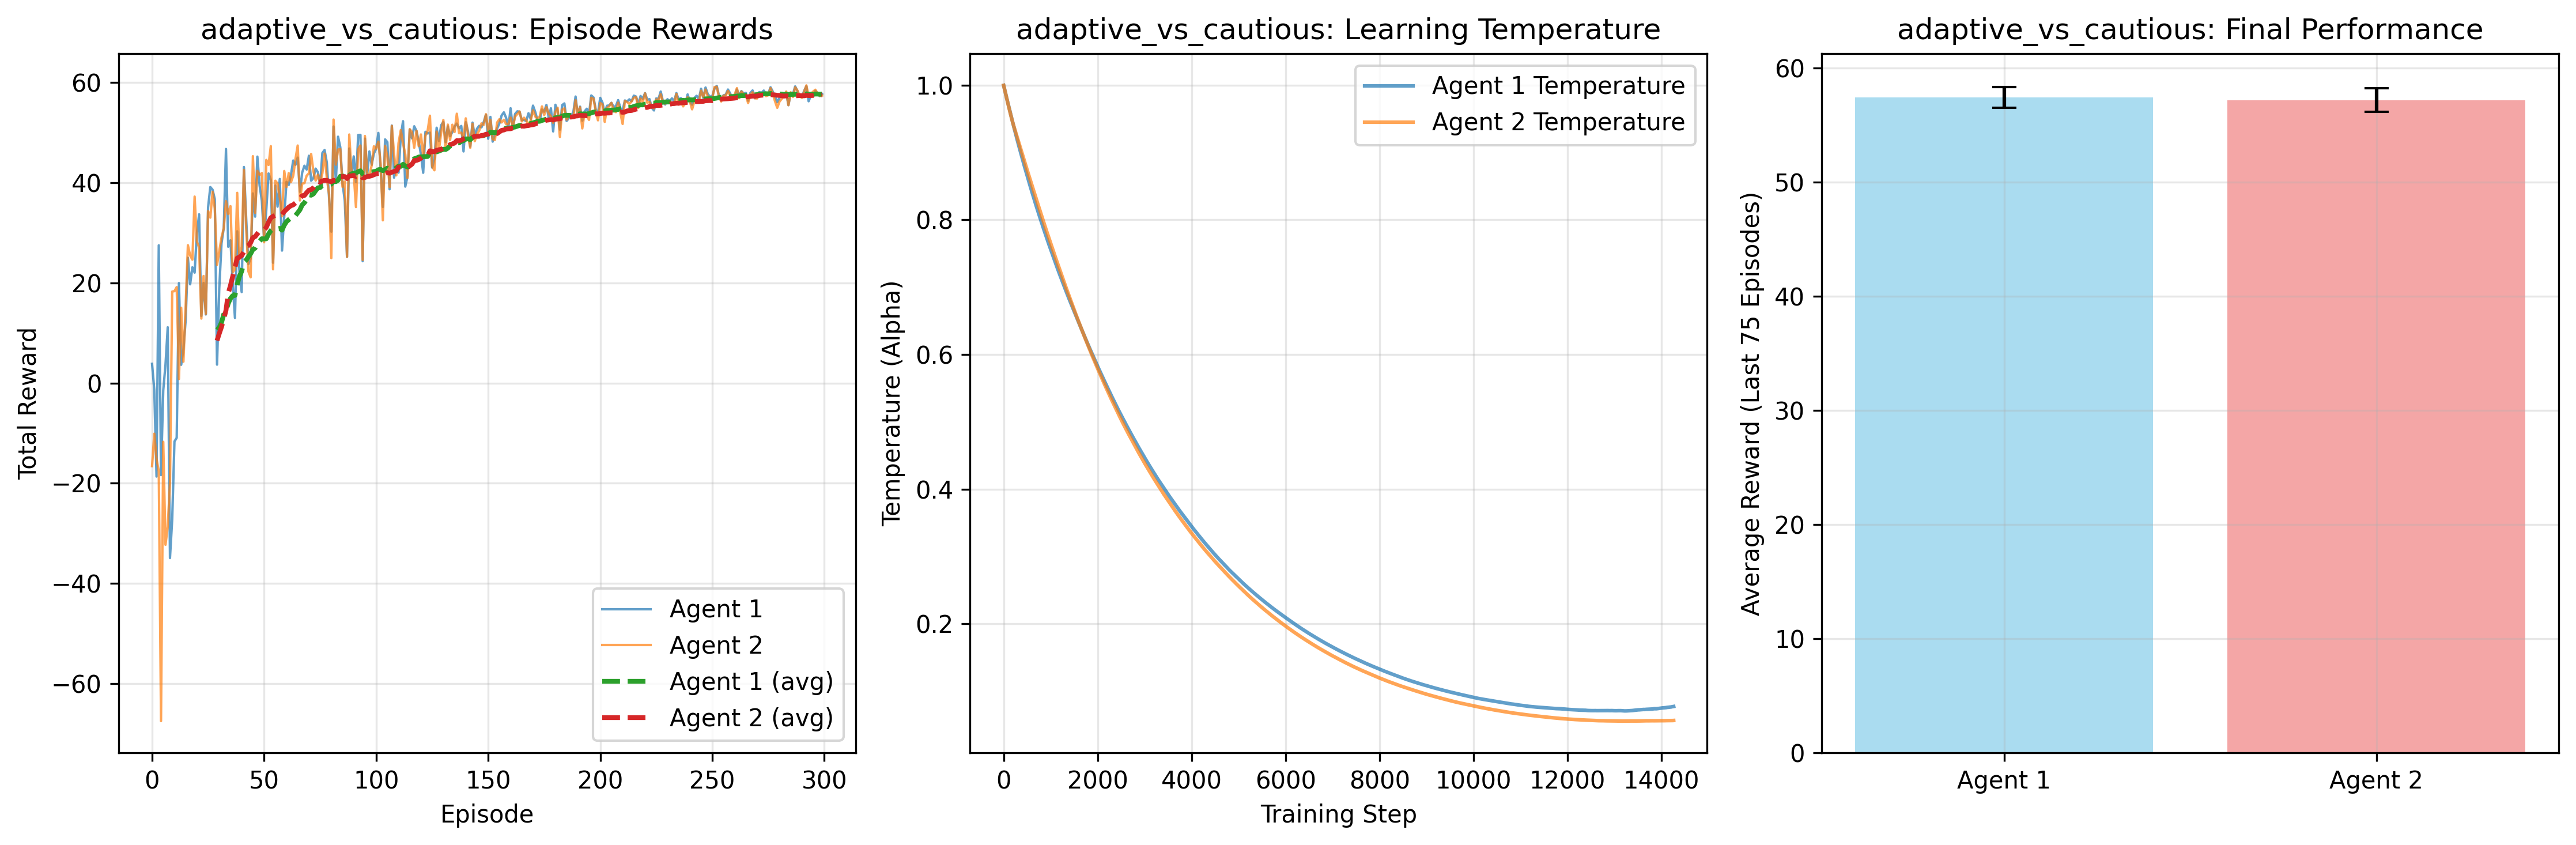 adaptive_vs_cautious: Episode Rewards
Total Reward
60
40
20
0
−20
−40
−60
Agent 1
Agent 2
Agent 1 (avg)
Agent 2 (avg)
0 50 100 150 200 250 300
Episode
adaptive_vs_cautious: Learning Temperature
Temperature (Alpha)
1.0
0.8
0.6
0.4
0.2
Agent 1 Temperature
Agent 2 Temperature
0 2000 4000 6000 8000 10000 12000 14000
Training Step
adaptive_vs_cautious: Final Performance
Average Reward (Last 75 Episodes)
60
50
40
30
20
10
0
Agent 1 Agent 2